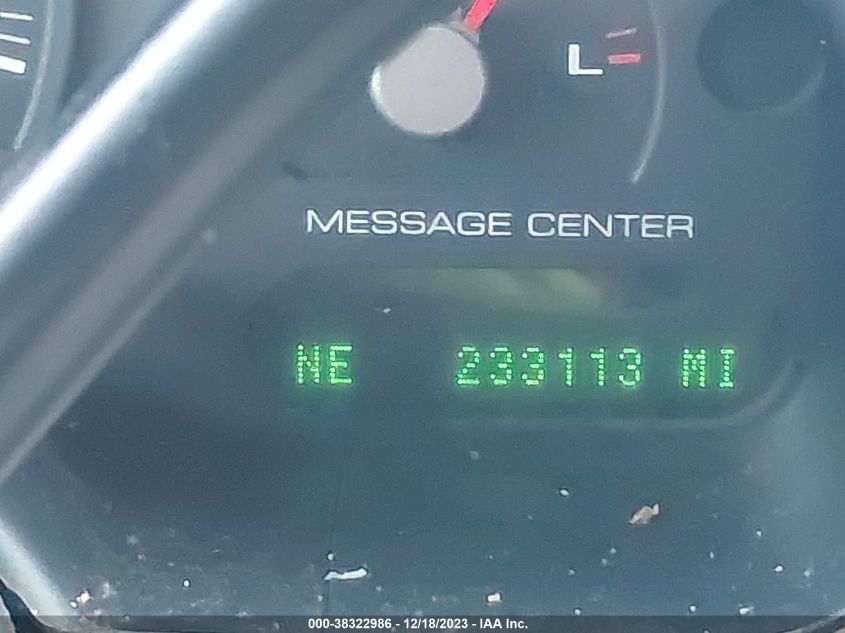 L
MESSAGE CENTER
NE 233113 MI
000-38322986 - 12/18/2023 - IAA Inc.